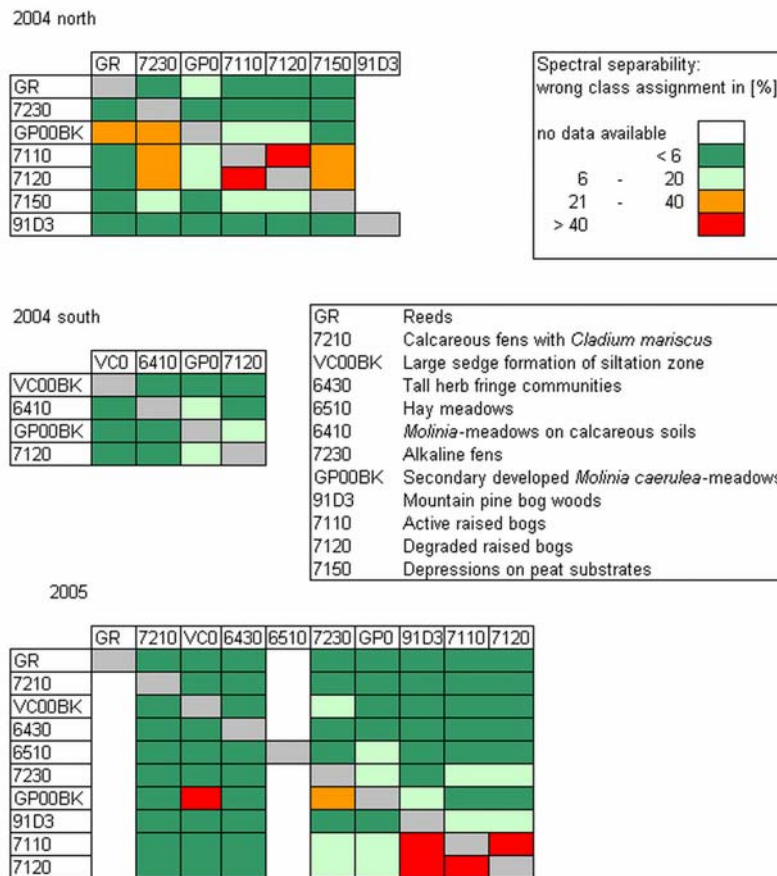 2004 north
GR 7230 GP0 7110 7120 7150 91D3
GR
7230
GP00BK
7110
7120
7150
91D3
Spectral separability:
wrong class assignment in [%]
no data available
< 6
6 - 20
21 - 40
> 40
2004 south
VC0 6410 GP0 7120
VC00BK
6410
GP00BK
7120
GR Reeds
7210 Calcareous fens with Cladium mariscus
VC00BK Large sedge formation of siltation zone
6430 Tall herb fringe communities
6510 Hay meadows
6410 Molinia-meadows on calcareous soils
7230 Alkaline fens
GP00BK Secondary developed Molinia caerulea-meadows
91D3 Mountain pine bog woods
7110 Active raised bogs
7120 Degraded raised bogs
7150 Depressions on peat substrates
2005
GR 7210 VC0 6430 6510 7230 GP0 91D3 7110 7120
GR
7210
VC00BK
6430
6510
7230
GP00BK
91D3
7110
7120